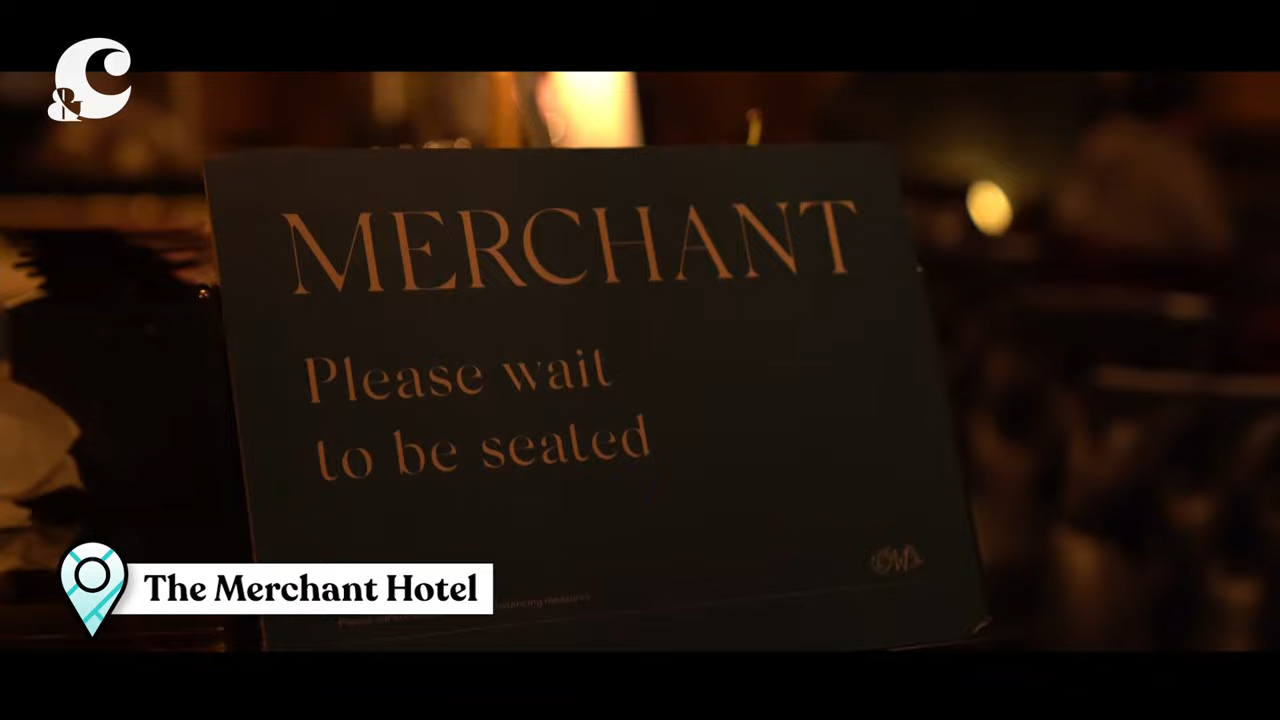 &C
MERCHANT
Please wait
to be seated
The Merchant Hotel